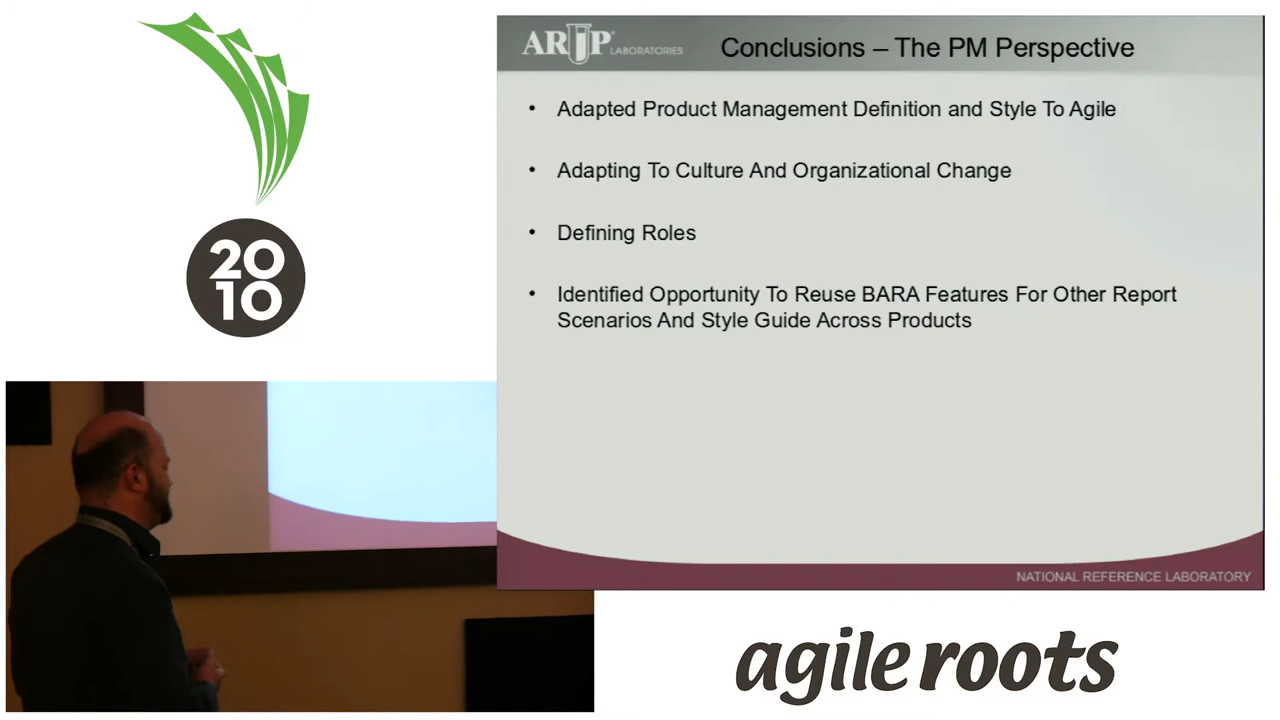 20
10
ARUP LABORATORIES
Conclusions – The PM Perspective
• Adapted Product Management Definition and Style To Agile
• Adapting To Culture And Organizational Change
• Defining Roles
• Identified Opportunity To Reuse BARA Features For Other Report
Scenarios And Style Guide Across Products
NATIONAL REFERENCE LABORATORY
agile roots